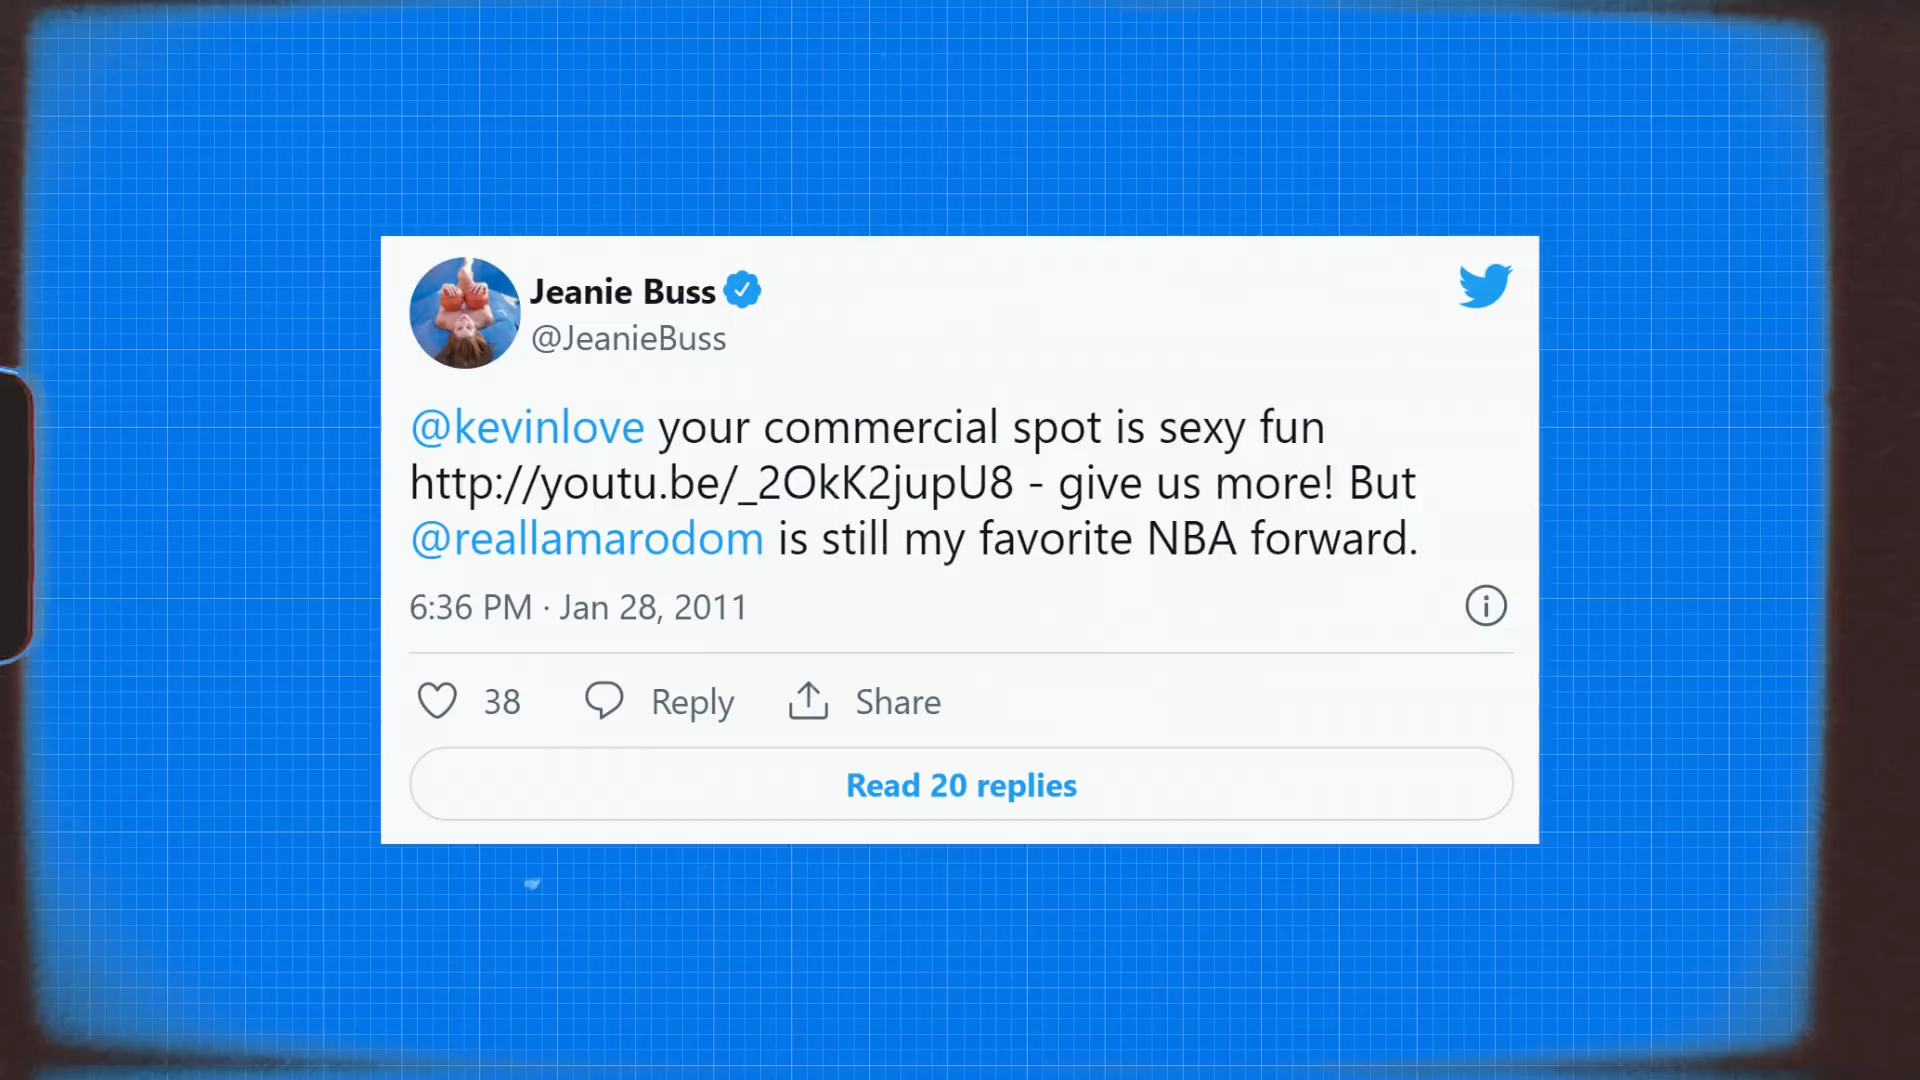 Jeanie Buss
@JeanieBuss
@kevinlove your commercial spot is sexy fun
http://youtu.be/_2OkK2jupU8 - give us more! But
@reallamarodom is still my favorite NBA forward.
6:36 PM · Jan 28, 2011
38 Reply Share
Read 20 replies